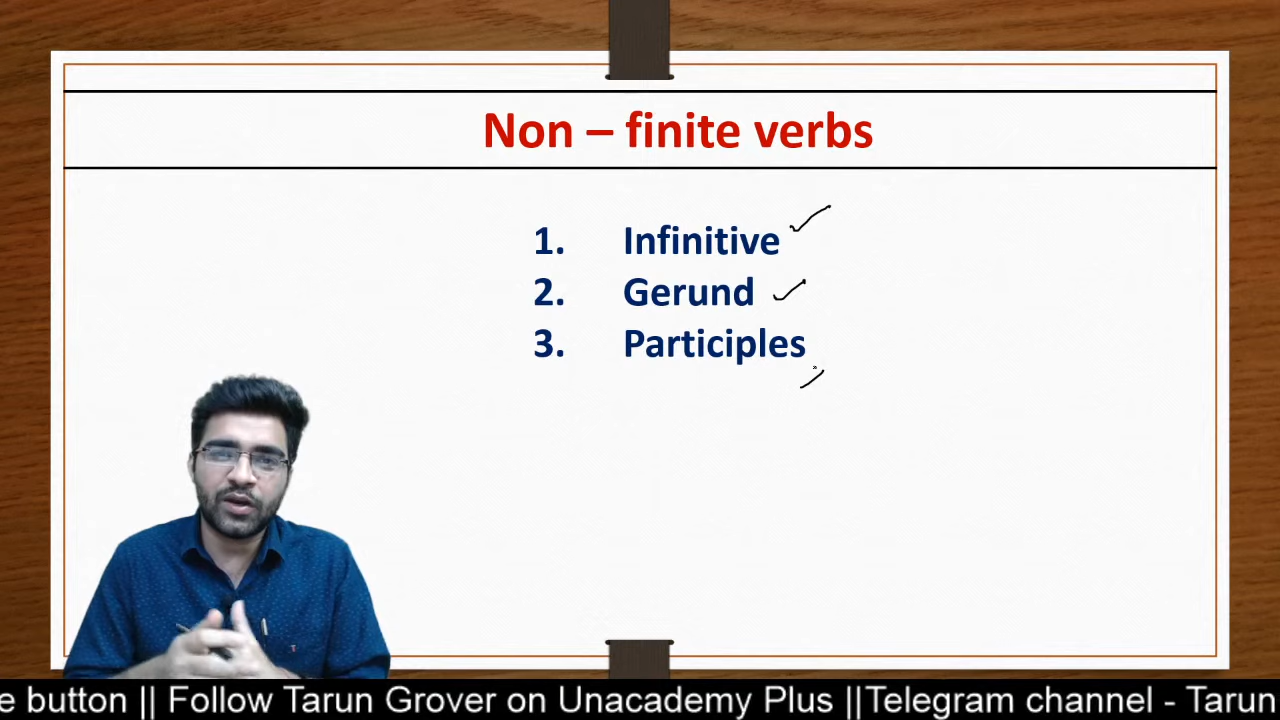 Non – finite verbs
1. Infinitive
2. Gerund
3. Participles
e button || Follow Tarun Grover on Unacademy Plus ||Telegram channel - Tarun